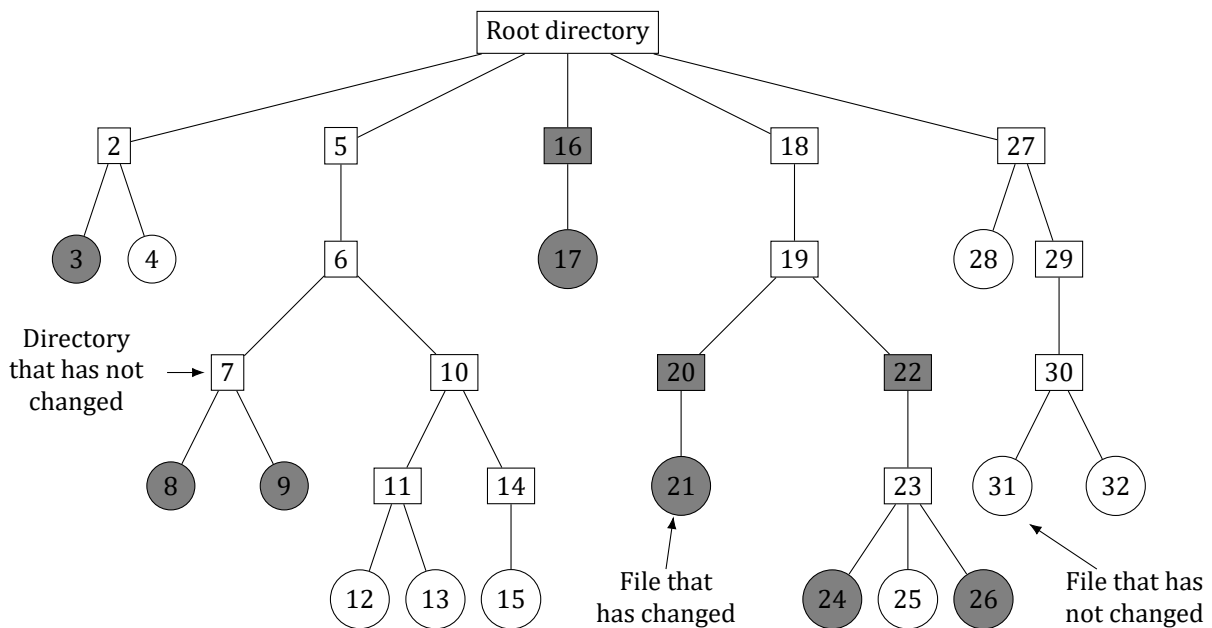 Root directory
2 5 16 18 27
3 4 6 17 19 28 29
Directory
that has not
changed
7 10 20 22 30
8 9 11 14 21 23 31 32
12 13 15 24 25 26
File that
has changed
File that has
not changed